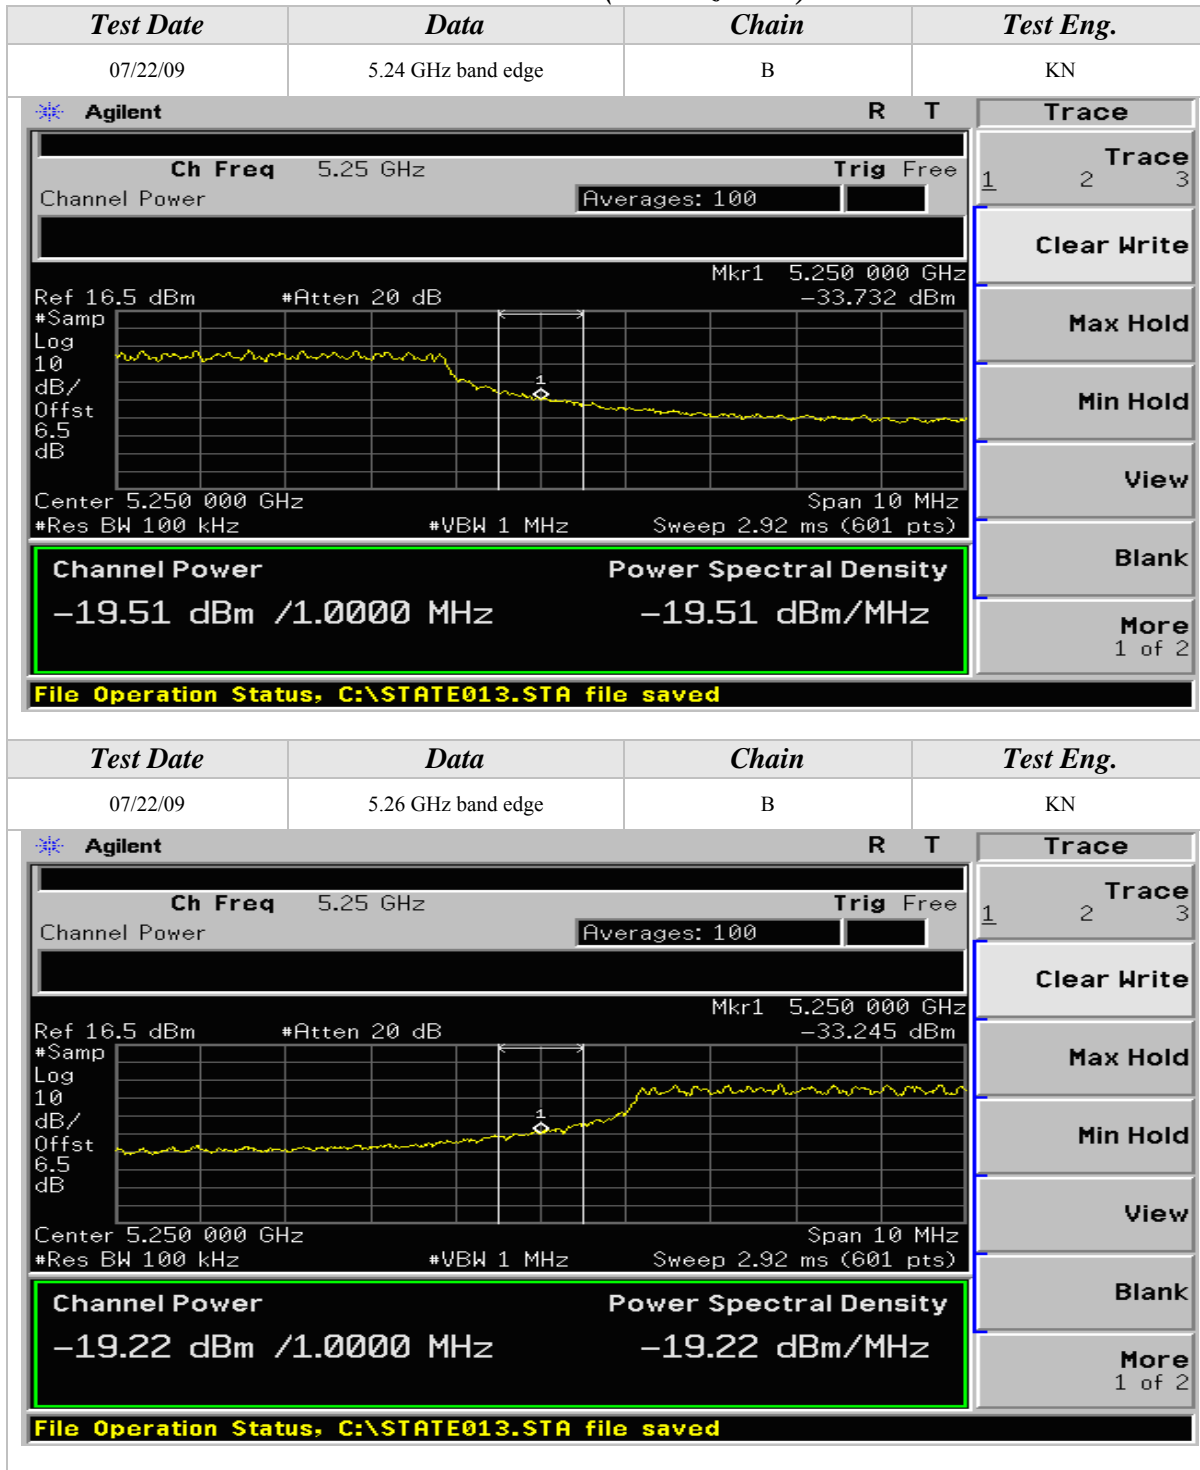 Test Date Data Chain Test Eng.
07/22/09 5.24 GHz band edge B KN
Agilent R T Trace
Ch Freq 5.25 GHz Trig Free
Channel Power Averages: 100
Trace
1 2 3
Clear Write
Mkr1 5.250 000 GHz
Ref 16.5 dBm #Atten 20 dB -33.732 dBm
#Samp
Log
10
dB/
Offst
6.5
dB
1
Max Hold
Min Hold
View
Center 5.250 000 GHz Span 10 MHz
#Res BW 100 kHz #VBW 1 MHz Sweep 2.92 ms (601 pts)
Blank
Channel Power Power Spectral Density
-19.51 dBm /1.0000 MHz -19.51 dBm/MHz
More
1 of 2
File Operation Status, C:\STATE013.STA file saved
Test Date Data Chain Test Eng.
07/22/09 5.26 GHz band edge B KN
Agilent R T Trace
Ch Freq 5.25 GHz Trig Free
Channel Power Averages: 100
Trace
1 2 3
Clear Write
Mkr1 5.250 000 GHz
Ref 16.5 dBm #Atten 20 dB -33.245 dBm
#Samp
Log
10
dB/
Offst
6.5
dB
1
Max Hold
Min Hold
View
Center 5.250 000 GHz Span 10 MHz
#Res BW 100 kHz #VBW 1 MHz Sweep 2.92 ms (601 pts)
Blank
Channel Power Power Spectral Density
-19.22 dBm /1.0000 MHz -19.22 dBm/MHz
More
1 of 2
File Operation Status, C:\STATE013.STA file saved